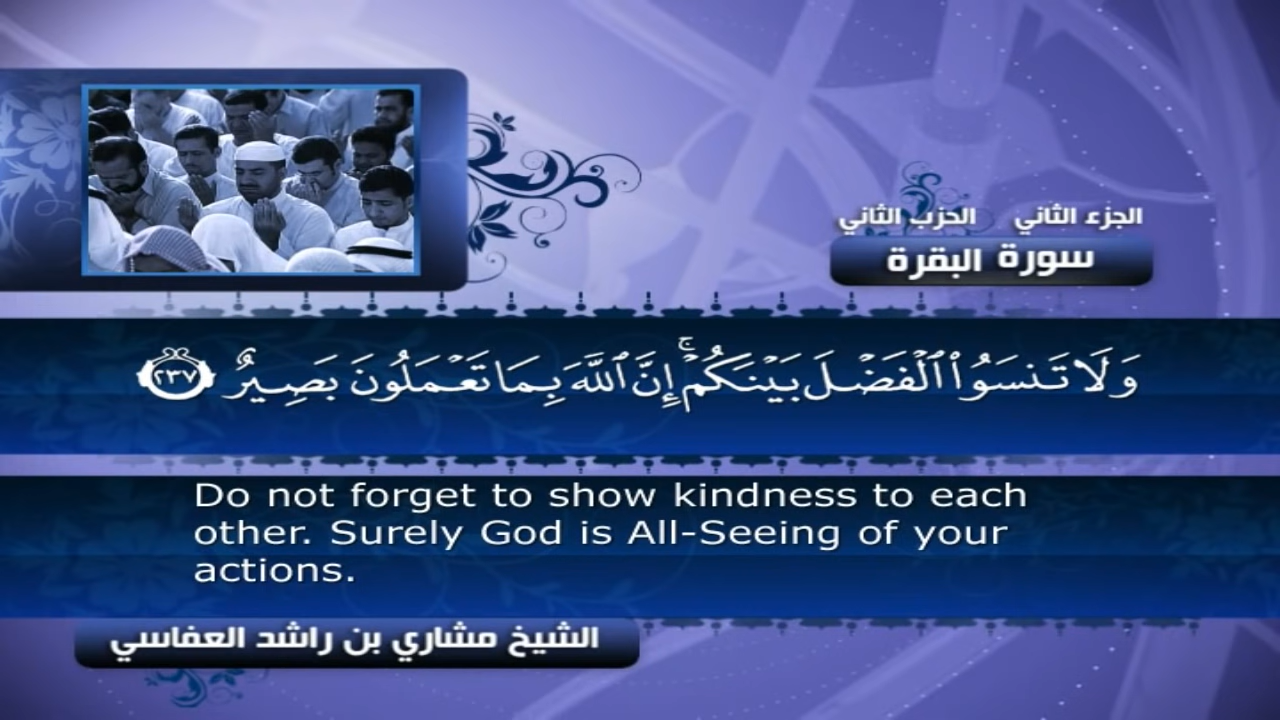 الجزء الثاني الحزب الثاني
سورة البقرة
وَلَا تَنسَوُا۟ ٱلْفَضْلَ بَيْنَكُمْ ۚ إِنَّ ٱللَّهَ بِمَا تَعْمَلُونَ بَصِيرٌ ٢٣٧
Do not forget to show kindness to each
other. Surely God is All-Seeing of your
actions.
الشيخ مشاري بن راشد العفاسي